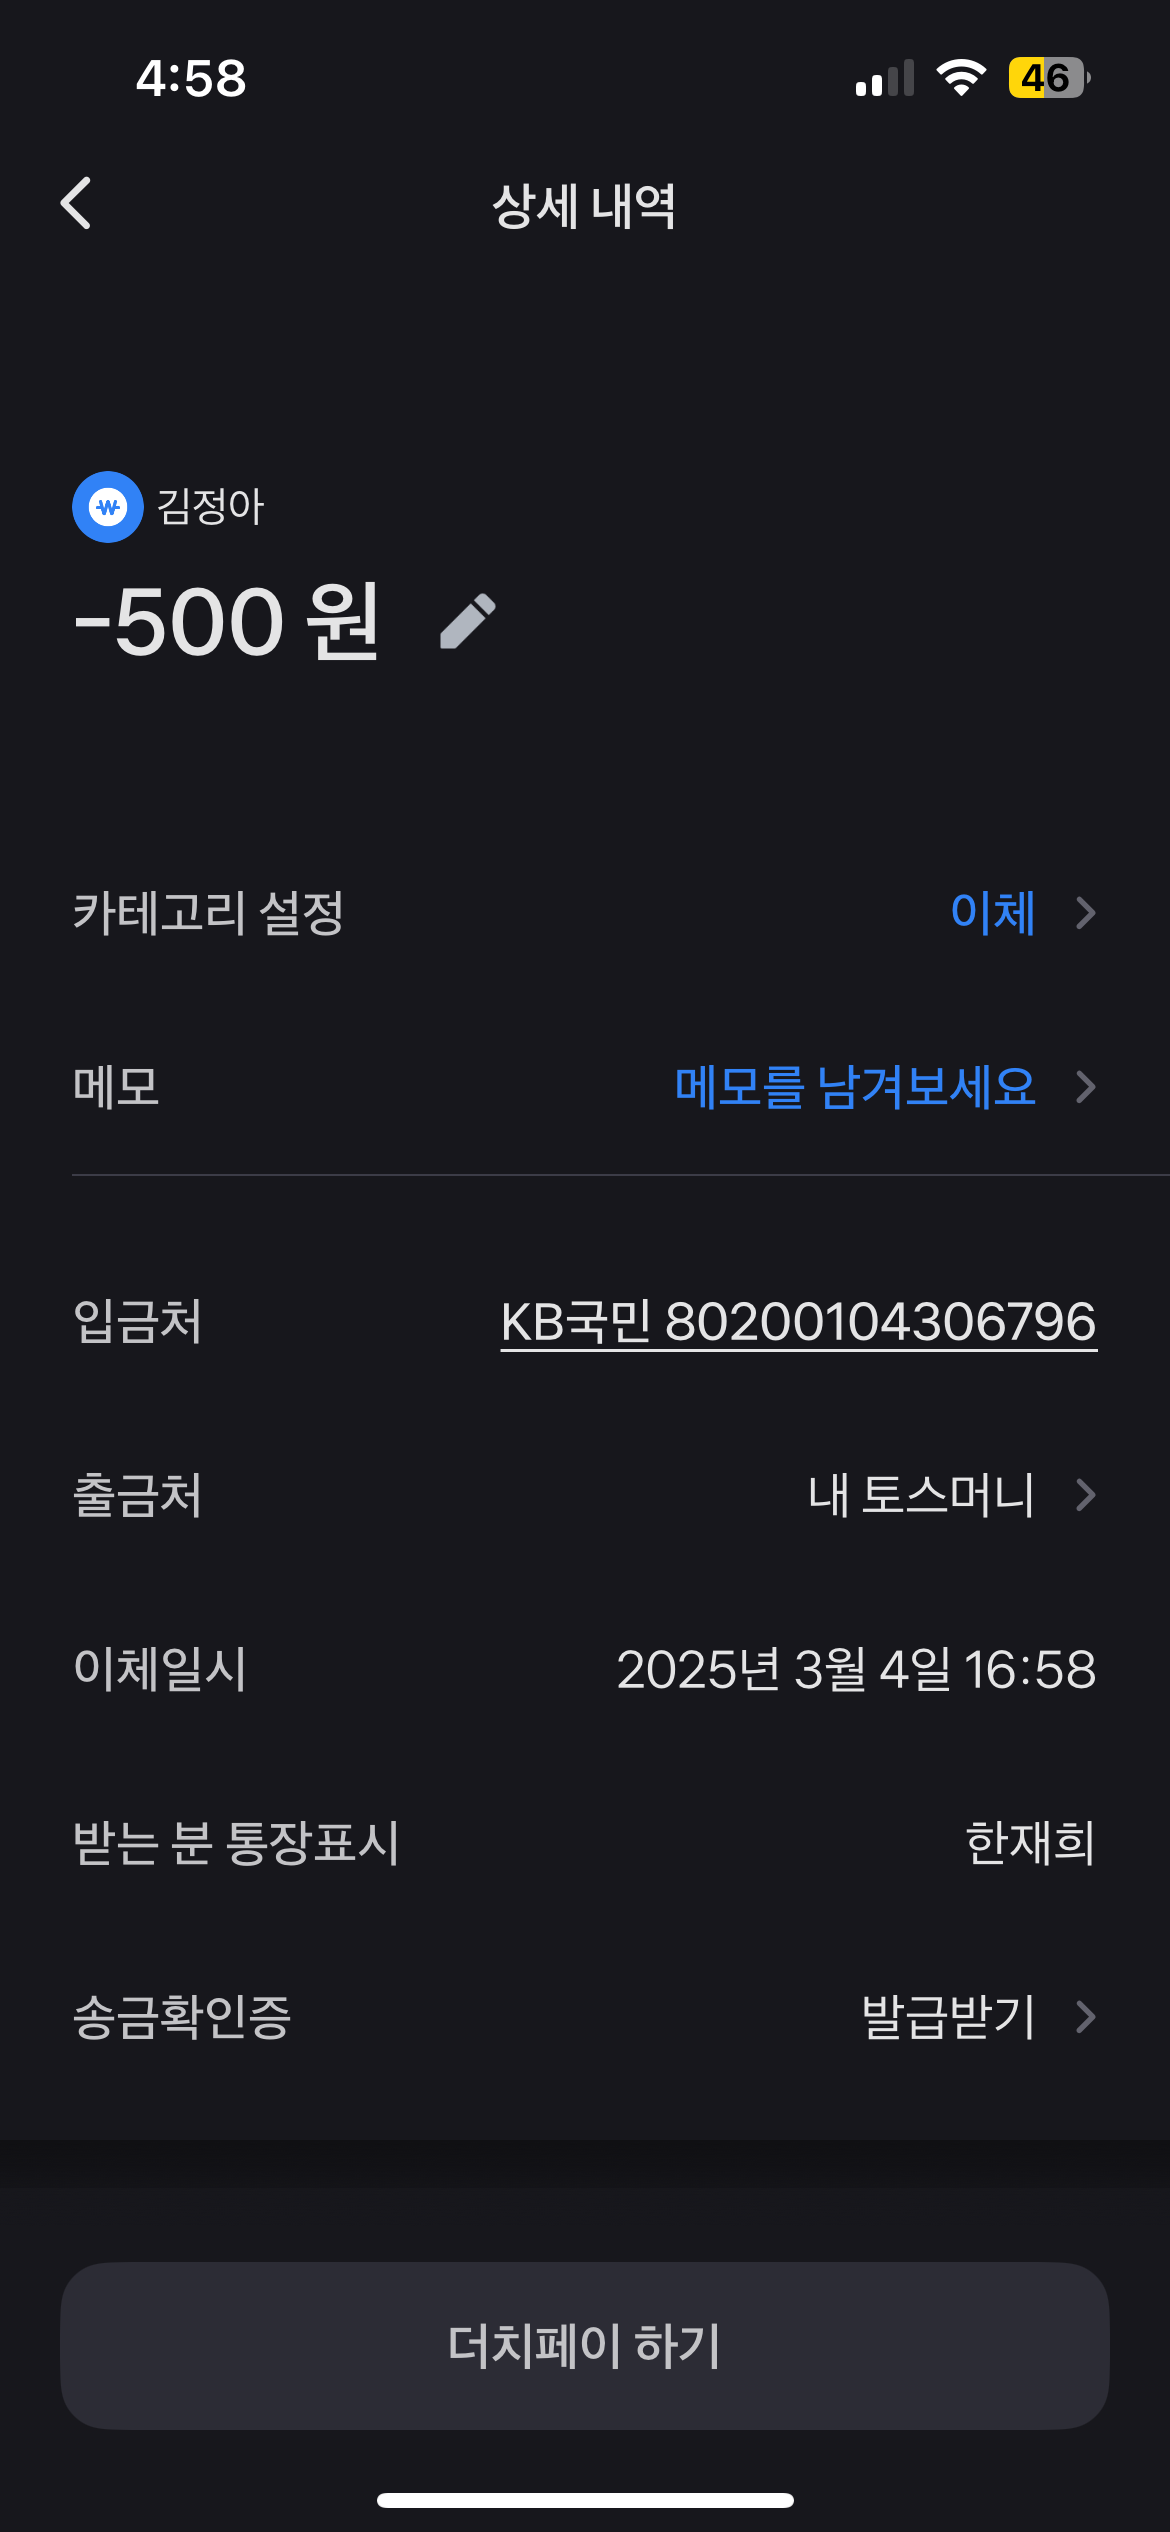 4:58
46
상세 내역
김정아
-500 원
카테고리 설정 이체
메모 메모를 남겨보세요
입금처 KB국민 80200104306796
출금처 내 토스머니
이체일시 2025년 3월 4일 16:58
받는 분 통장표시 한재희
송금확인증 발급받기
더치페이 하기